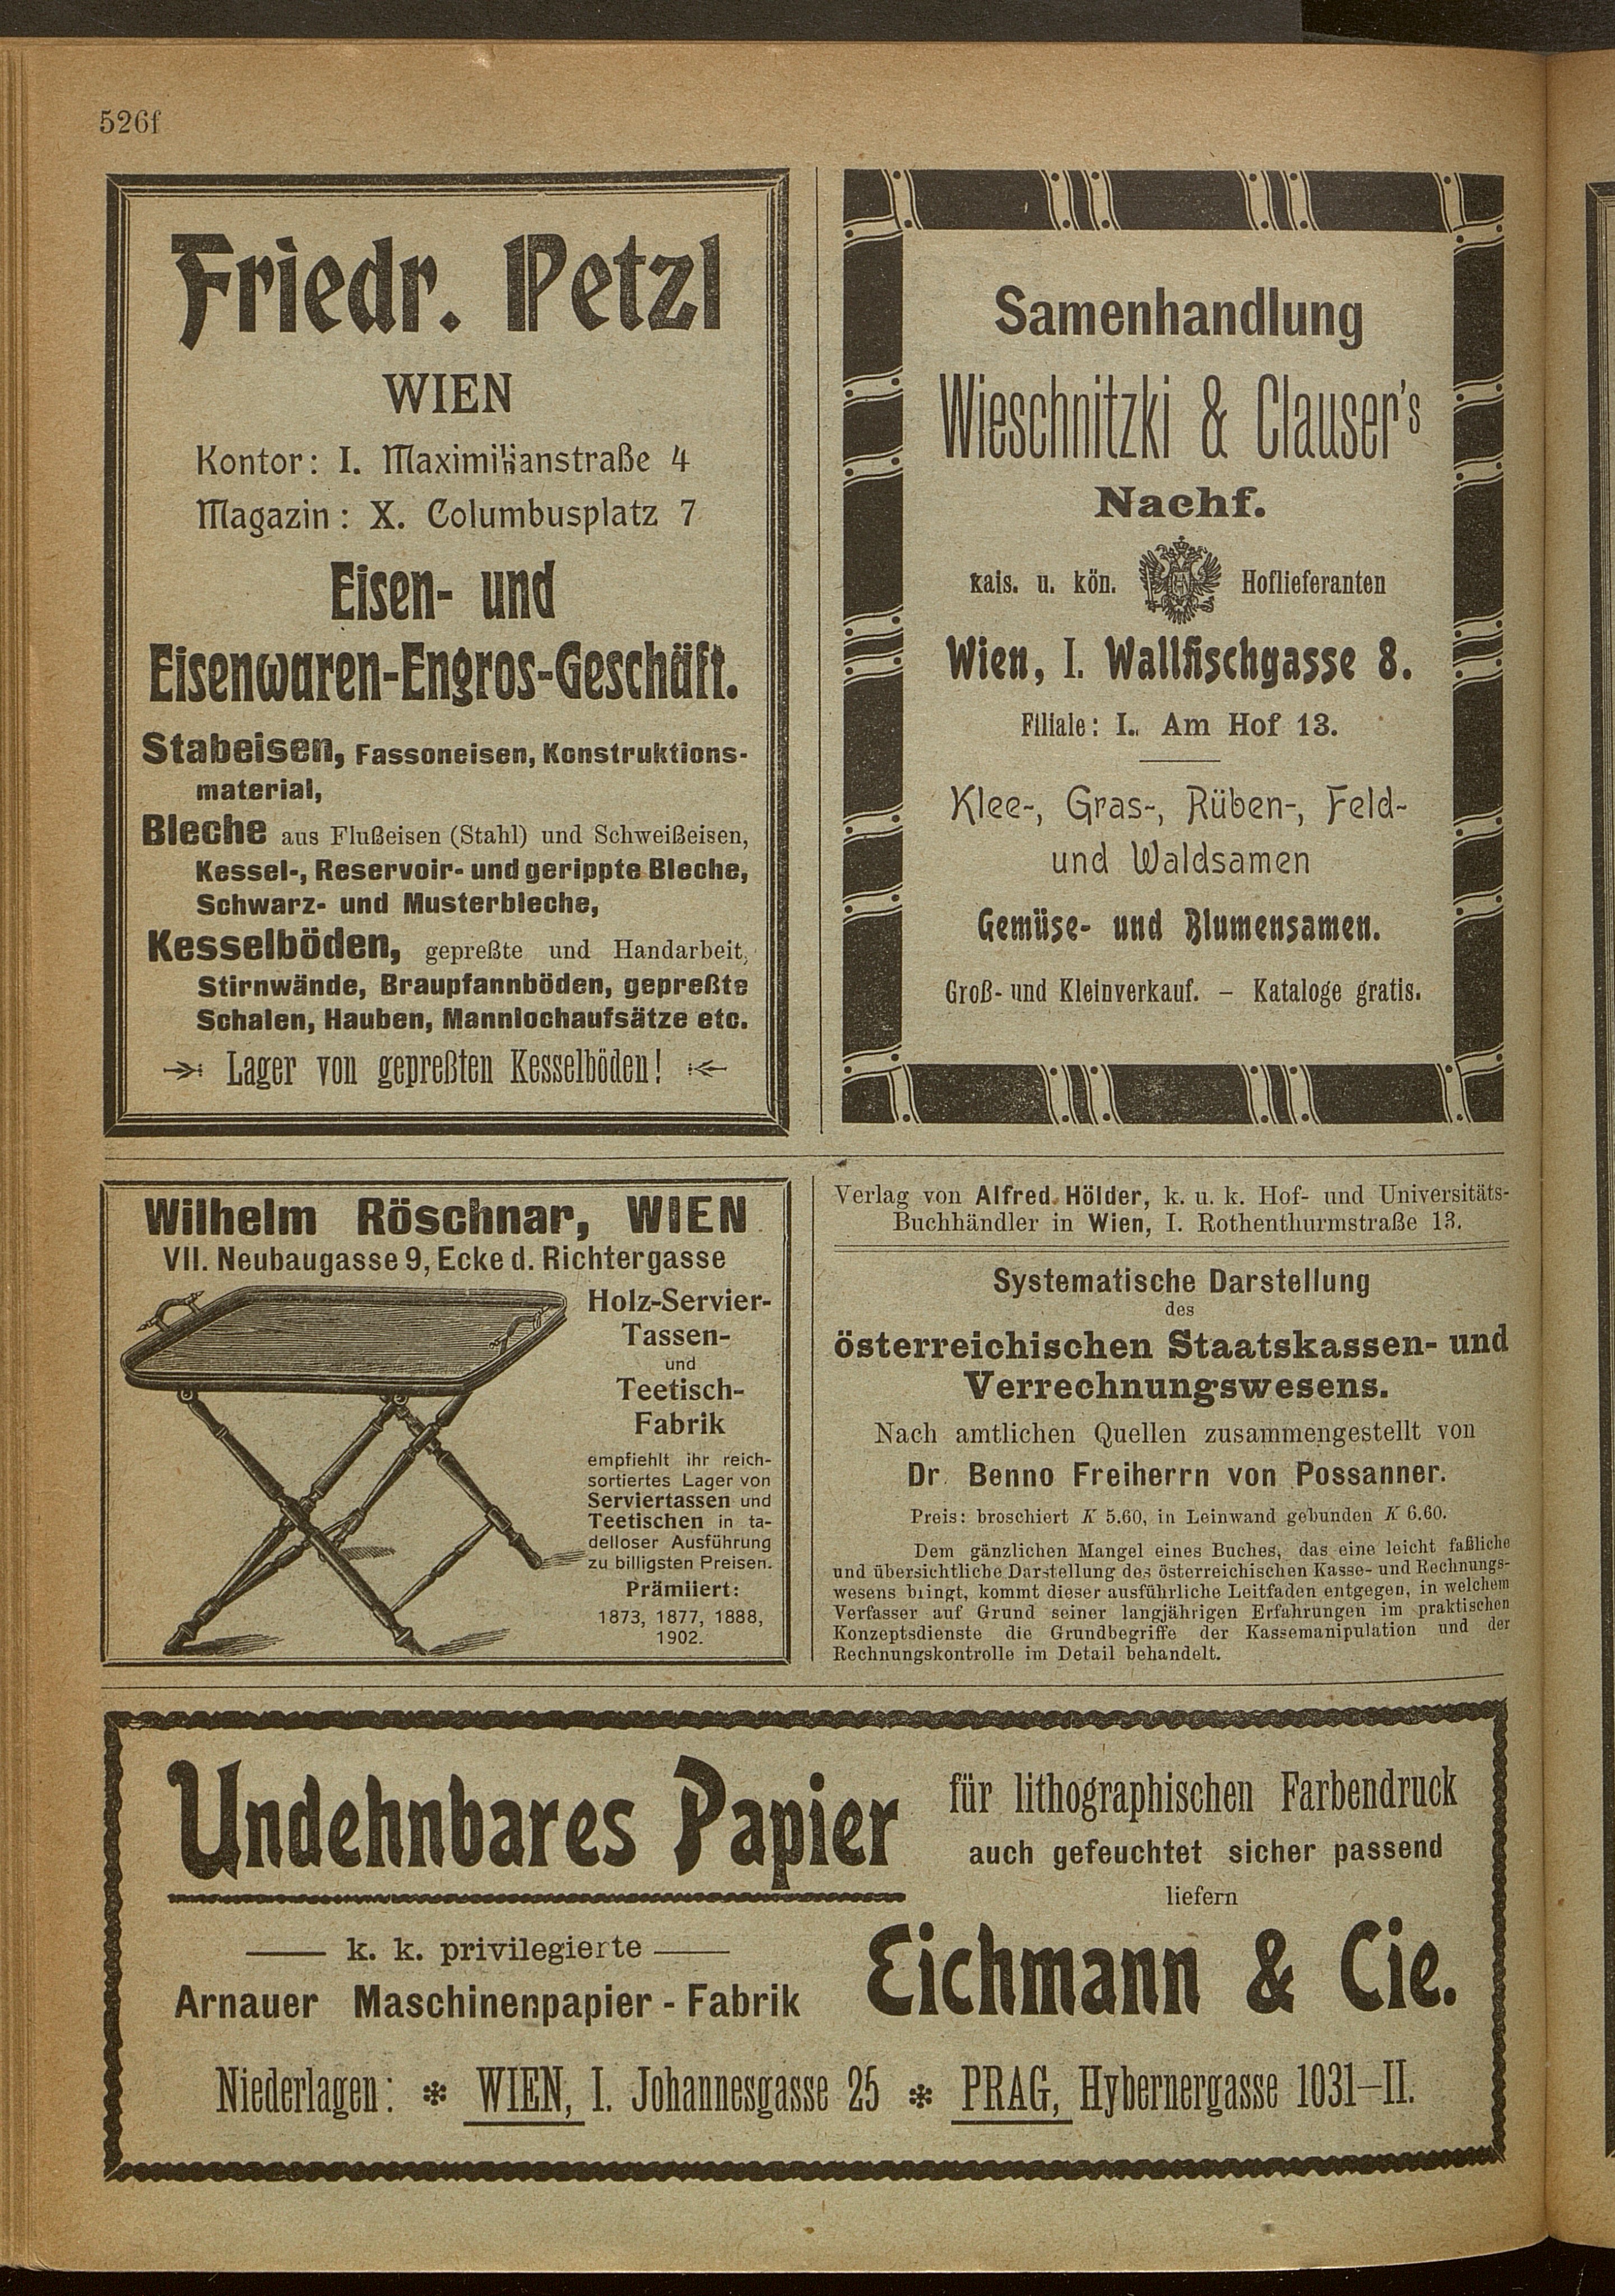 526f
Friedr. Petzl
WIEN
Kontor: I. Maximilianstraße 4
Magazin: X. Columbusplatz 7
Eisen- und
Eisenwaren-Engros-Geschäft.
Stabeisen, Fassoneisen, Konstruktions-
material,
Bleche aus Flußeisen (Stahl) und Schweißeisen,
Kessel-, Reservoir- und gerippte Bleche,
Schwarz- und Musterbleche,
Kesselböden, gepreßte und Handarbeit,
Stirnwände, Braupfannböden, gepreßte
Schalen, Hauben, Mannlochaufsätze etc.
Lager von gepreßten Kesselböden!
Samenhandlung
Wieschnitzki & Clauser's
Nachf.
kais. u. kön. Hoflieferanten
Wien, I. Wallfischgasse 8.
Filiale: I., Am Hof 13.
Klee-, Gras-, Rüben-, Feld-
und Waldsamen
Gemüse- und Blumensamen.
Groß- und Kleinverkauf. — Kataloge gratis.
Wilhelm Röschnar, WIEN
VII. Neubaugasse 9, Ecke d. Richtergasse
Holz-Servier-
Tassen-
und
Teetisch-
Fabrik
empfiehlt ihr reich-
sortiertes Lager von
Serviertassen und
Teetischen in ta-
delloser Ausführung
zu billigsten Preisen.
Prämiiert:
1873, 1877, 1888,
1902.
Verlag von Alfred Hölder, k. u. k. Hof- und Universitäts-
Buchhändler in Wien, I. Rothenthurmstraße 13.
Systematische Darstellung
des
österreichischen Staatskassen- und
Verrechnungswesens.
Nach amtlichen Quellen zusammengestellt von
Dr. Benno Freiherrn von Possanner.
Preis: broschiert K 5.60, in Leinwand gebunden K 6.60.
Dem gänzlichen Mangel eines Buches, das eine leicht faßliche
und übersichtliche Darstellung des österreichischen Kasse- und Rechnungs-
wesens bringt, kommt dieser ausführliche Leitfaden entgegen, in welchem
Verfasser auf Grund seiner langjährigen Erfahrungen im praktischen
Konzeptsdienste die Grundbegriffe der Kassemanipulation und der
Rechnungskontrolle im Detail behandelt.
Undehnbares Papier
für lithographischen Farbendruck
auch gefeuchtet sicher passend
liefern
k. k. privilegierte
Arnauer Maschinenpapier - Fabrik
Eichmann & Cie.
Niederlagen: * WIEN, I. Johannesgasse 25 * PRAG, Hybernergasse 1031–II.